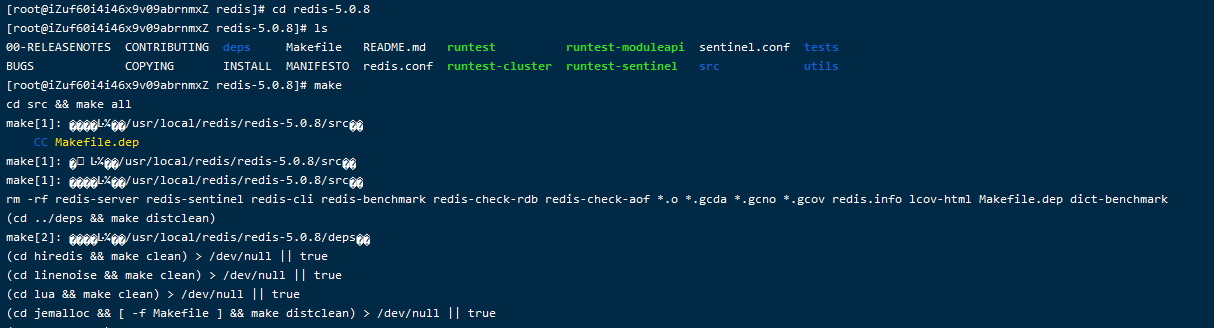 [root@iZuf60i4i46x9v09abrnmxZ redis]# cd redis-5.0.8
[root@iZuf60i4i46x9v09abrnmxZ redis-5.0.8]# ls
00-RELEASENOTES  CONTRIBUTING  deps     Makefile   README.md   runtest          runtest-moduleapi  sentinel.conf  tests
BUGS             COPYING       INSTALL  MANIFESTO  redis.conf  runtest-cluster  runtest-sentinel   src            utils
[root@iZuf60i4i46x9v09abrnmxZ redis-5.0.8]# make
cd src && make all
make[1]: /usr/local/redis/redis-5.0.8/src
    CC Makefile.dep
make[1]: /usr/local/redis/redis-5.0.8/src
make[1]: /usr/local/redis/redis-5.0.8/src
rm -rf redis-server redis-sentinel redis-cli redis-benchmark redis-check-rdb redis-check-aof *.o *.gcda *.gcno *.gcov redis.info lcov-html Makefile.dep dict-benchmark
(cd ../deps && make distclean)
make[2]: /usr/local/redis/redis-5.0.8/deps
(cd hiredis && make clean) > /dev/null || true
(cd linenoise && make clean) > /dev/null || true
(cd lua && make clean) > /dev/null || true
(cd jemalloc && [ -f Makefile ] && make distclean) > /dev/null || true